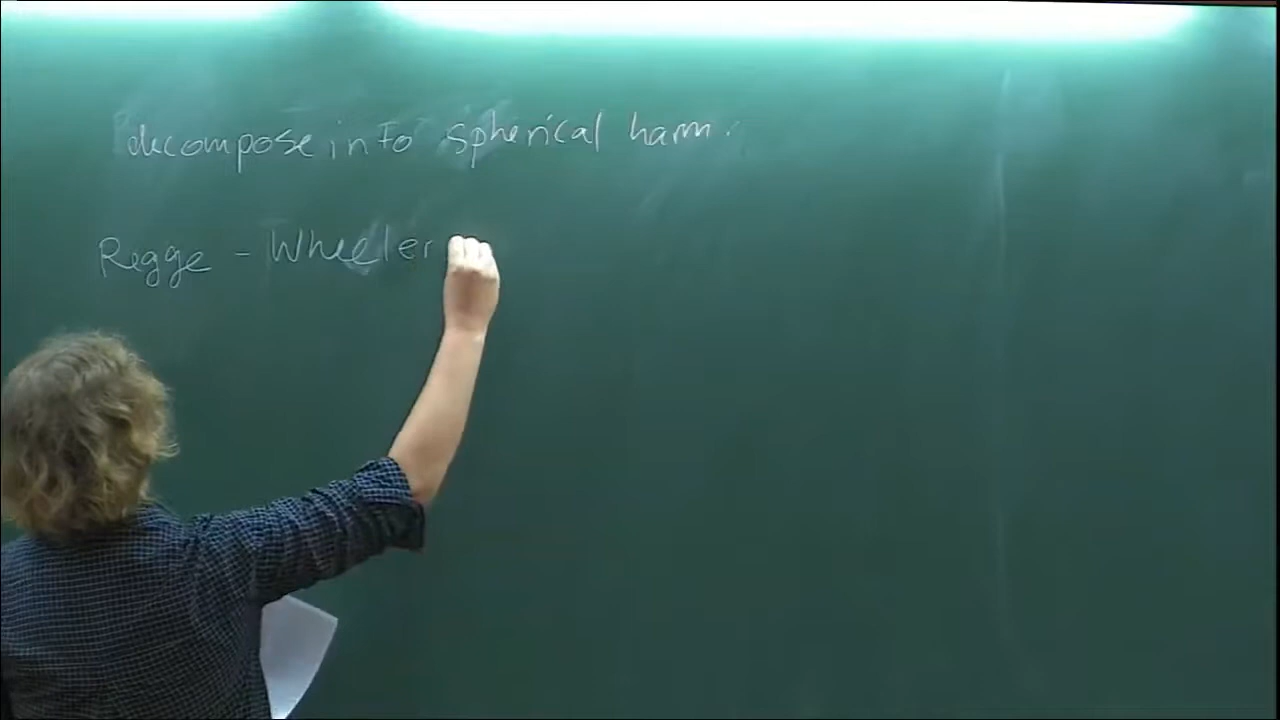 decompose into spherical harm.
Regge - Wheeler